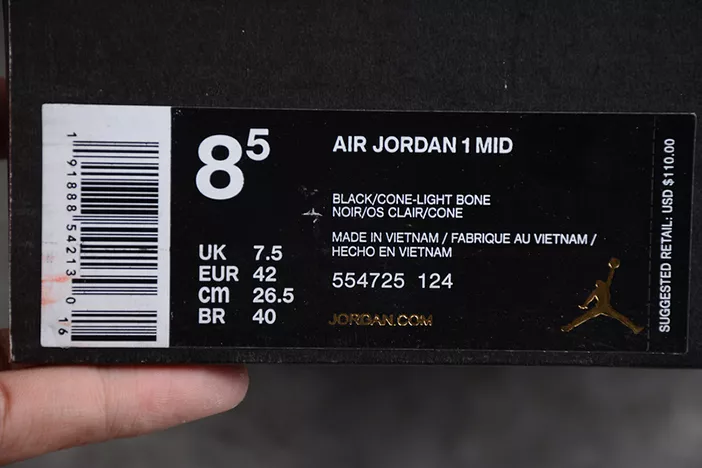 1 91888 54213 0 16
8⁵
AIR JORDAN 1 MID
BLACK/CONE-LIGHT BONE
NOIR/OS CLAIR/CONE
MADE IN VIETNAM / FABRIQUE AU VIETNAM /
HECHO EN VIETNAM
554725 124
UK 7.5
EUR 42
cm 26.5
BR 40
JORDAN.COM
SUGGESTED RETAIL: USD $110.00